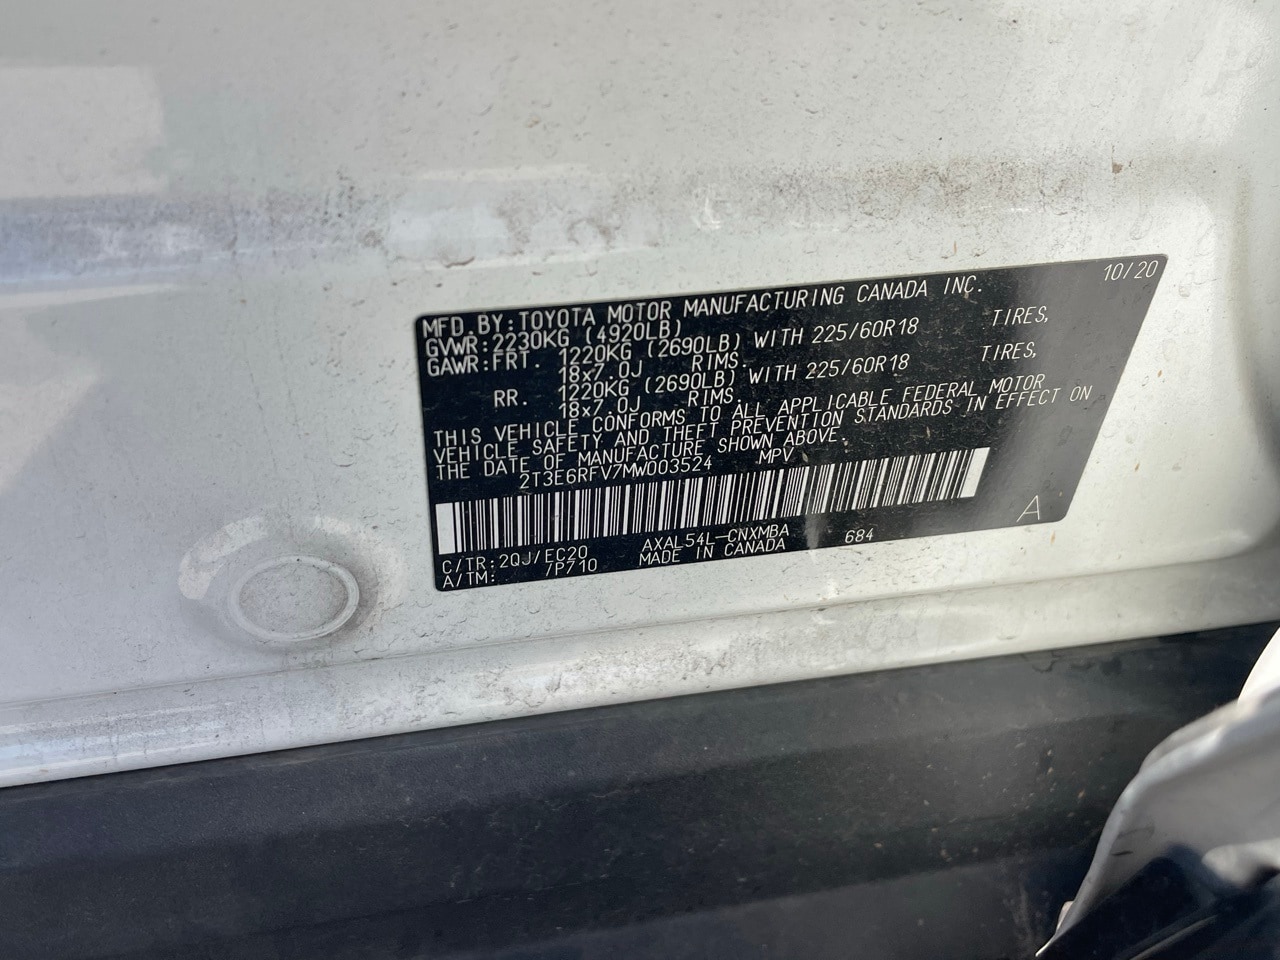 10/20
MFD.BY:TOYOTA MOTOR MANUFACTURING CANADA INC.
GVWR:2230KG (4920LB)
GAWR:FRT. 1220KG (2690LB) WITH 225/60R18 TIRES,
18x7.0J RIMS.
RR. 1220KG (2690LB) WITH 225/60R18 TIRES,
18x7.0J RIMS.
THIS VEHICLE CONFORMS TO ALL APPLICABLE FEDERAL MOTOR
VEHICLE SAFETY AND THEFT PREVENTION STANDARDS IN EFFECT ON
THE DATE OF MANUFACTURE SHOWN ABOVE.
2T3E6RFV7MW003524 MPV
A
C/TR:2QJ/EC20 AXAL54L-CNXMBA 684
A/TM: /P710 MADE IN CANADA